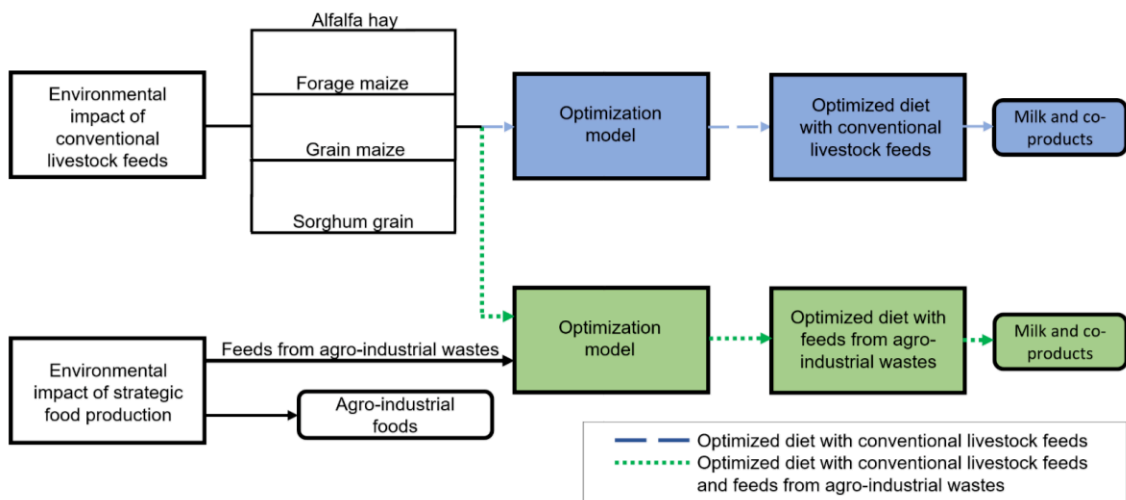 Alfalfa hay
Forage maize
Grain maize
Sorghum grain
Environmental
impact of
conventional
livestock feeds
Optimization
model
Optimized diet
with conventional
livestock feeds
Milk and co-
products
Environmental
impact of strategic
food production
Feeds from agro-industrial wastes
Agro-industrial
foods
Optimization
model
Optimized diet with
feeds from agro-
industrial wastes
Milk and co-
products
Optimized diet with conventional livestock feeds
Optimized diet with conventional livestock feeds
and feeds from agro-industrial wastes